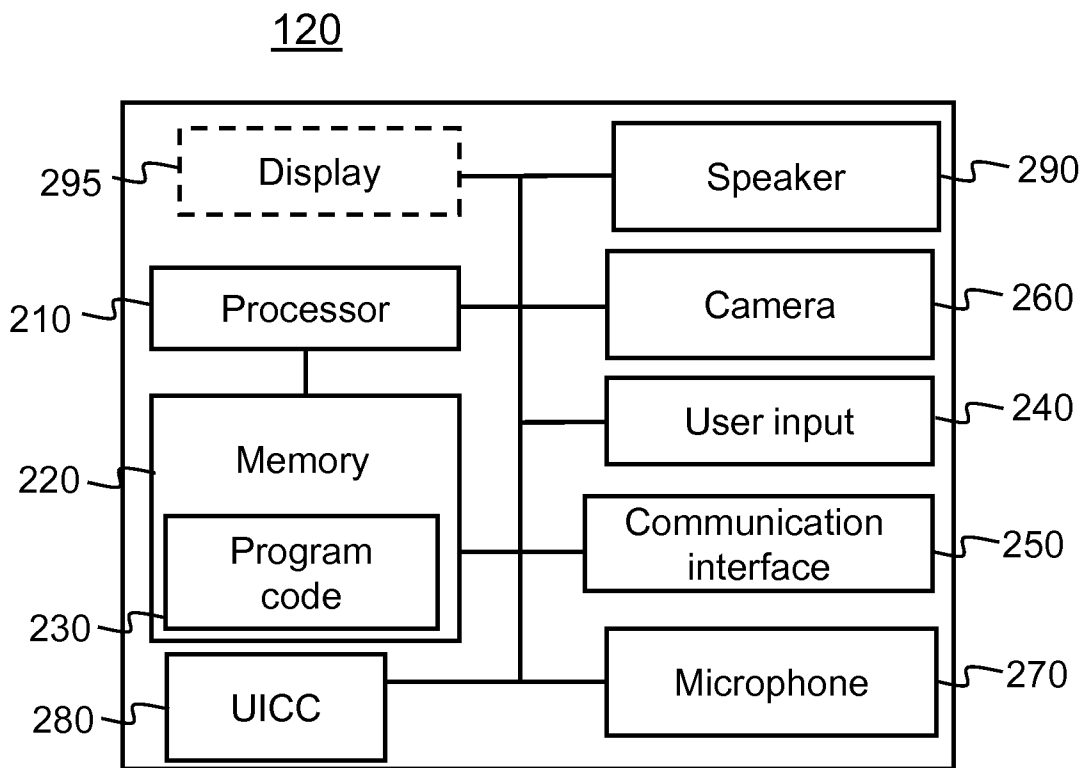 120
295
Display
Speaker
290
210
Processor
Camera
260
220
Memory
User input
240
230
Program
code
Communication
interface
250
280
UICC
Microphone
270